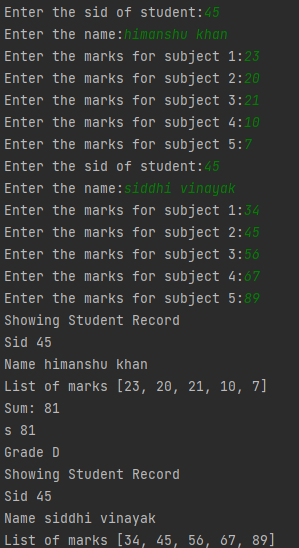 Enter the sid of student:45
Enter the name:himanshu khan
Enter the marks for subject 1:23
Enter the marks for subject 2:20
Enter the marks for subject 3:21
Enter the marks for subject 4:10
Enter the marks for subject 5:7
Enter the sid of student:45
Enter the name:siddhi vinayak
Enter the marks for subject 1:34
Enter the marks for subject 2:45
Enter the marks for subject 3:56
Enter the marks for subject 4:67
Enter the marks for subject 5:89
Showing Student Record
Sid 45
Name himanshu khan
List of marks [23, 20, 21, 10, 7]
Sum: 81
s 81
Grade D
Showing Student Record
Sid 45
Name siddhi vinayak
List of marks [34, 45, 56, 67, 89]